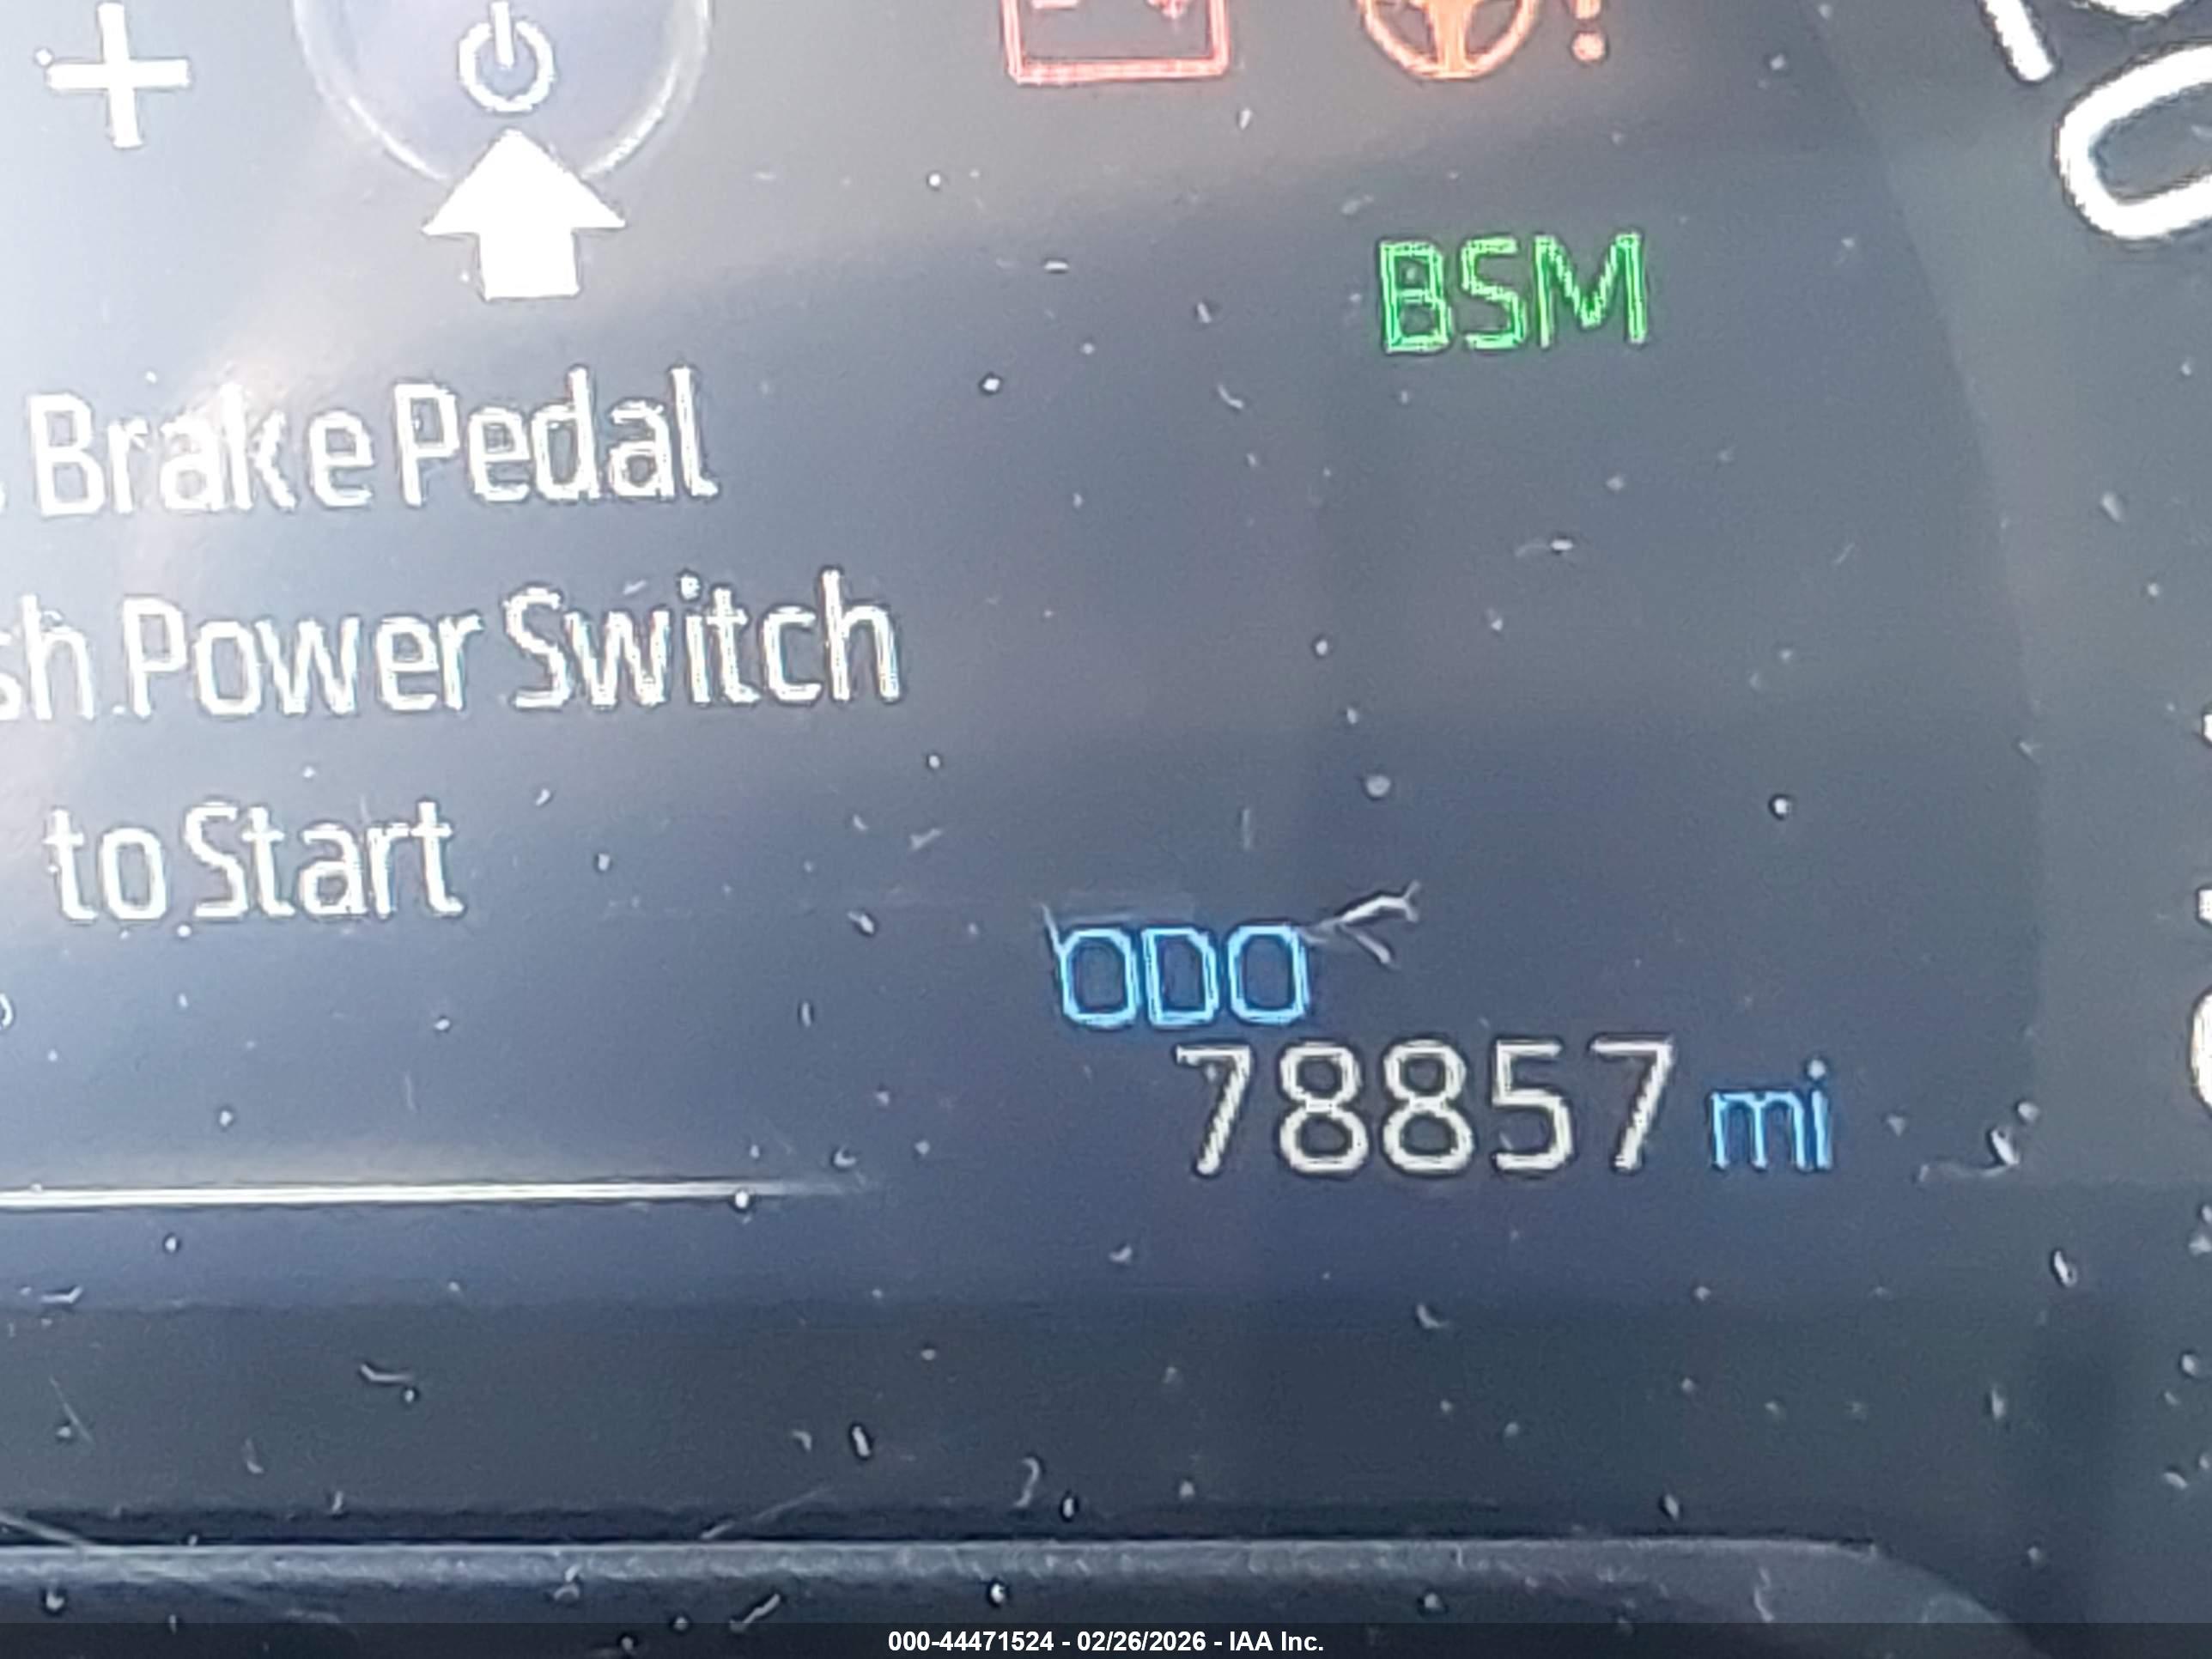 BSM
Brake Pedal
sh Power Switch
to Start
ODO
78857 mi
000-44471524 - 02/26/2026 - IAA Inc.